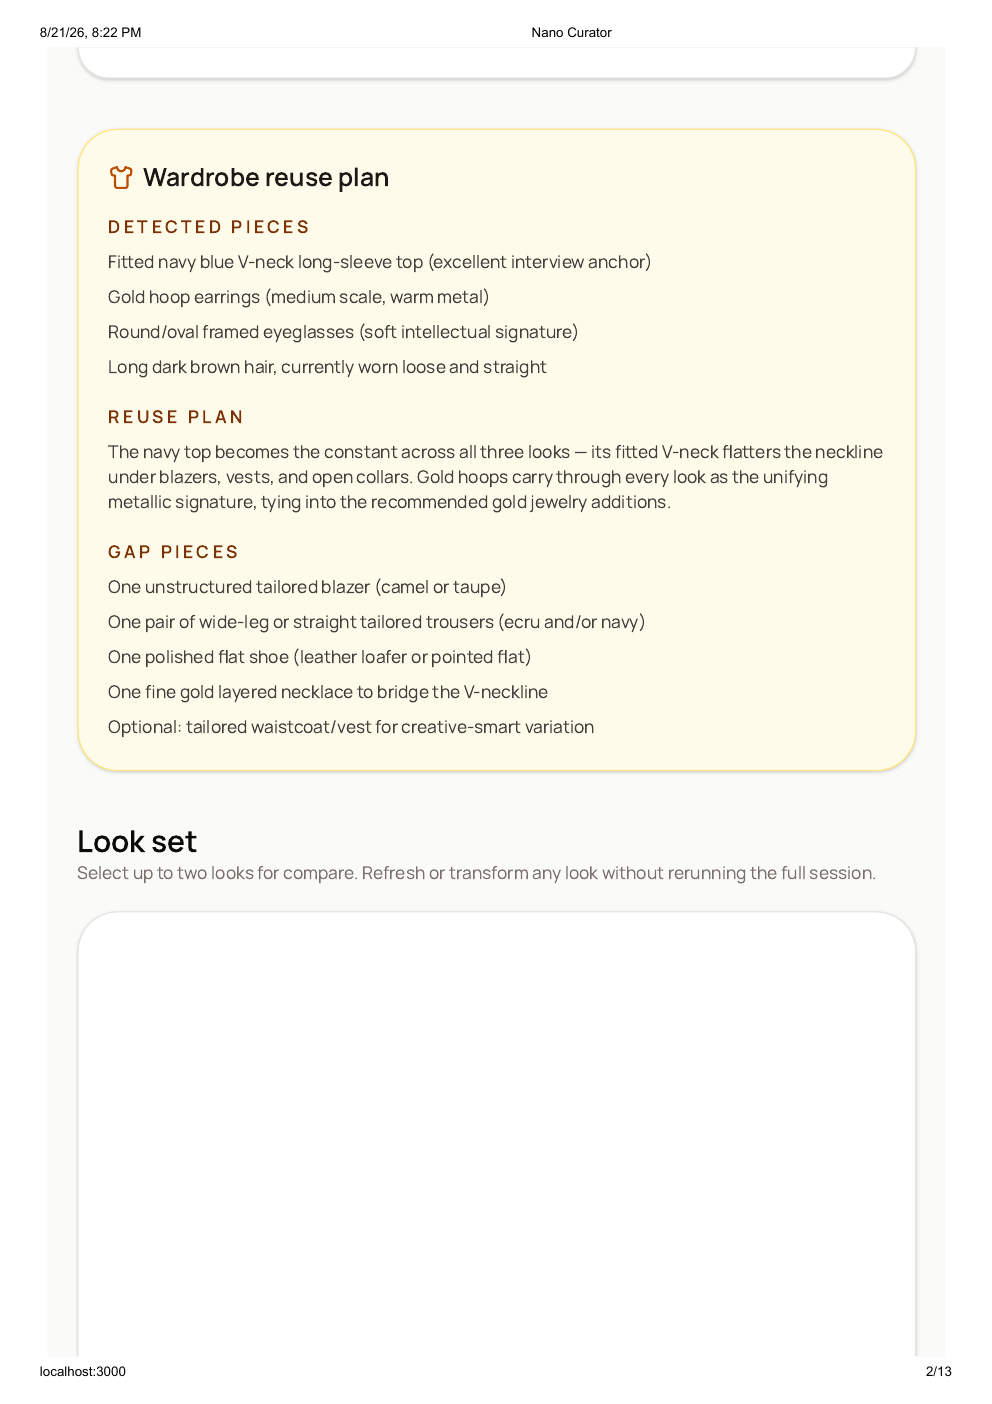 8/21/26, 8:22 PM
Nano Curator
Wardrobe reuse plan
DETECTED PIECES
Fitted navy blue V-neck long-sleeve top (excellent interview anchor)
Gold hoop earrings (medium scale, warm metal)
Round/oval framed eyeglasses (soft intellectual signature)
Long dark brown hair, currently worn loose and straight
REUSE PLAN
The navy top becomes the constant across all three looks — its fitted V-neck flatters the neckline
under blazers, vests, and open collars. Gold hoops carry through every look as the unifying
metallic signature, tying into the recommended gold jewelry additions.
GAP PIECES
One unstructured tailored blazer (camel or taupe)
One pair of wide-leg or straight tailored trousers (ecru and/or navy)
One polished flat shoe (leather loafer or pointed flat)
One fine gold layered necklace to bridge the V-neckline
Optional: tailored waistcoat/vest for creative-smart variation
Look set
Select up to two looks for compare. Refresh or transform any look without rerunning the full session.
localhost:3000
2/13